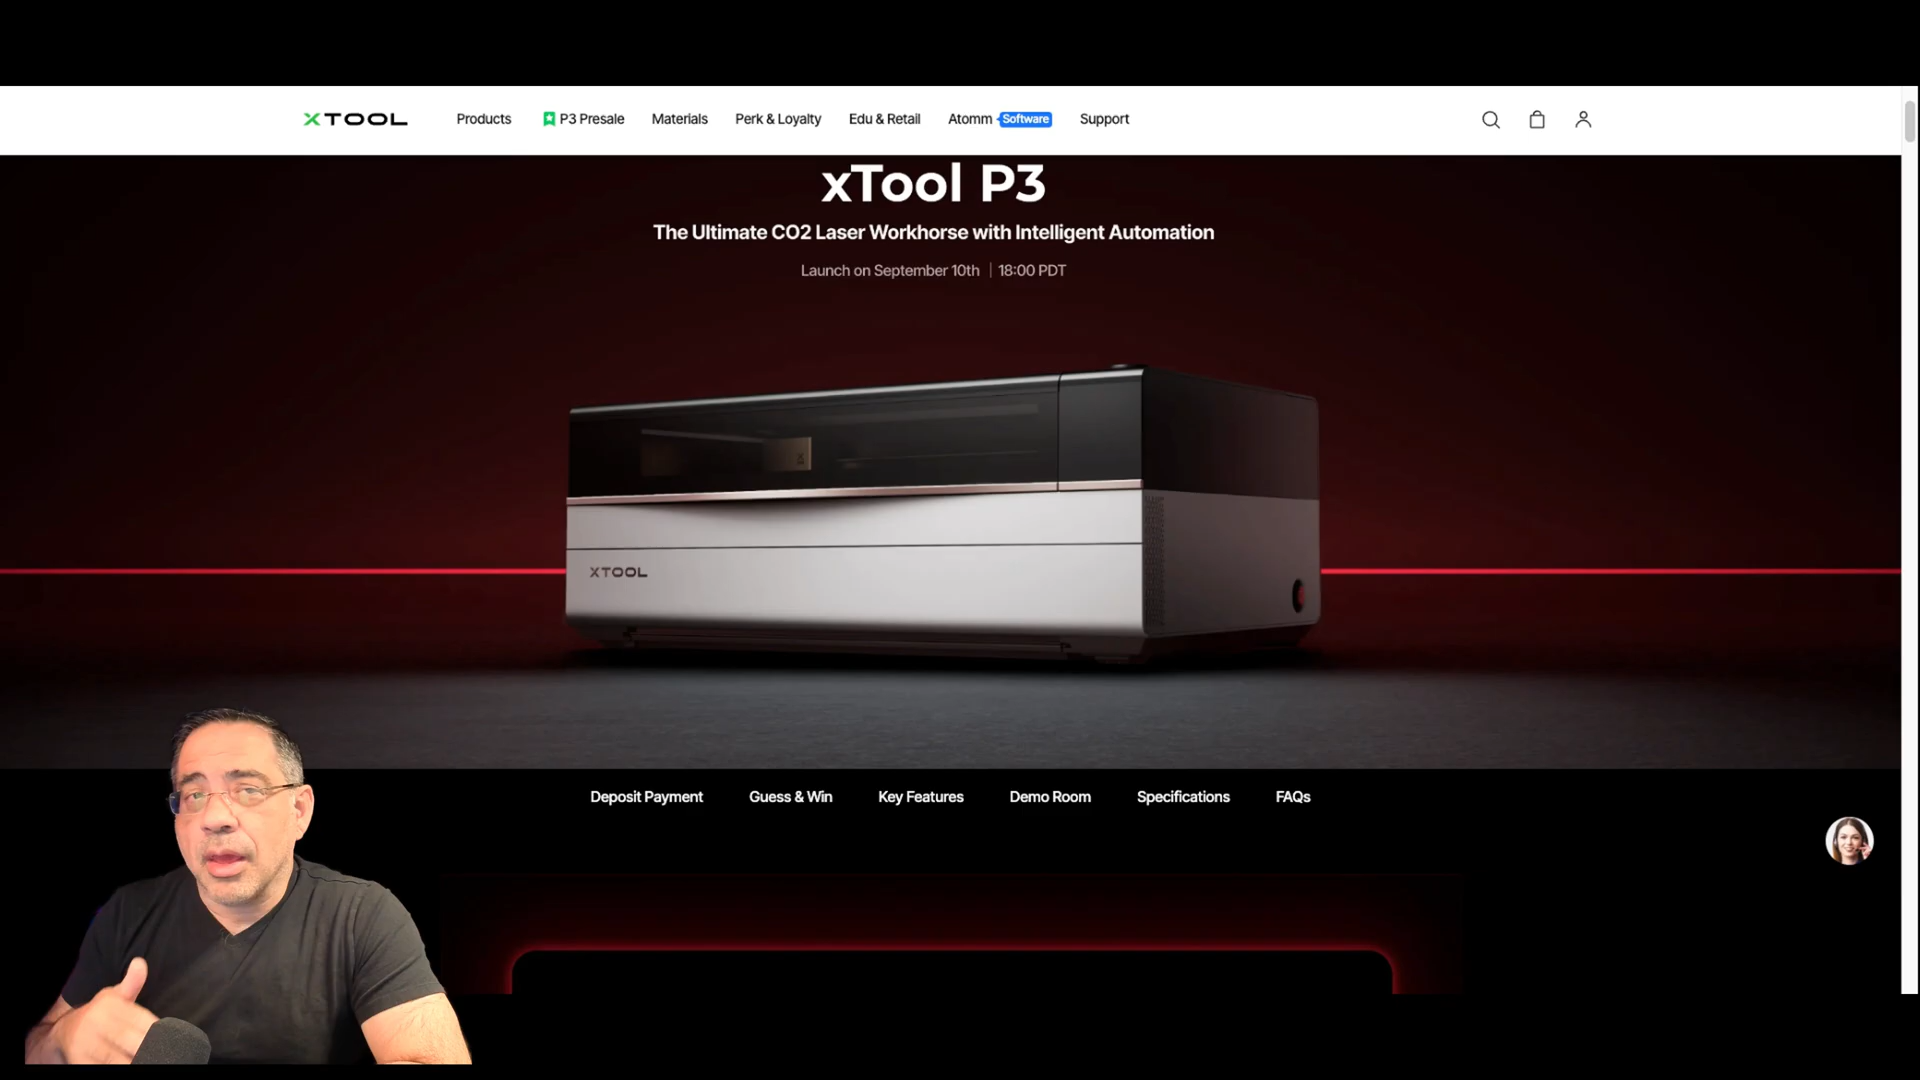 XTOOL
Products
P3 Presale
Materials
Perk & Loyalty
Edu & Retail
Atomm Software
Support
xTool P3
The Ultimate CO2 Laser Workhorse with Intelligent Automation
Launch on September 10th | 18:00 PDT
XTOOL
Deposit Payment
Guess & Win
Key Features
Demo Room
Specifications
FAQs